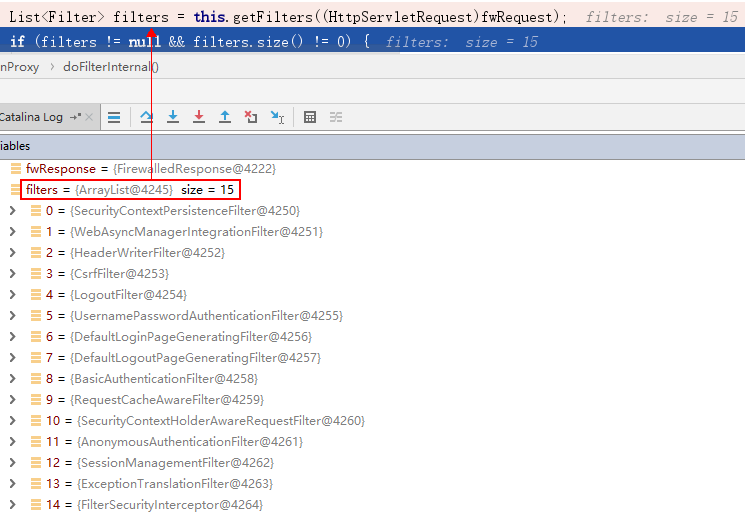 List<Filter> filters = this.getFilters((HttpServletRequest)fwRequest); filters: size = 15
if (filters != null && filters.size() != 0) { filters: size = 15
nProxy > doFilterInternal()
Catalina Log
iables
fwResponse = {FirewalledResponse@4222}
filters = {ArrayList@4245} size = 15
0 = {SecurityContextPersistenceFilter@4250}
1 = {WebAsyncManagerIntegrationFilter@4251}
2 = {HeaderWriterFilter@4252}
3 = {CsrfFilter@4253}
4 = {LogoutFilter@4254}
5 = {UsernamePasswordAuthenticationFilter@4255}
6 = {DefaultLoginPageGeneratingFilter@4256}
7 = {DefaultLogoutPageGeneratingFilter@4257}
8 = {BasicAuthenticationFilter@4258}
9 = {RequestCacheAwareFilter@4259}
10 = {SecurityContextHolderAwareRequestFilter@4260}
11 = {AnonymousAuthenticationFilter@4261}
12 = {SessionManagementFilter@4262}
13 = {ExceptionTranslationFilter@4263}
14 = {FilterSecurityInterceptor@4264}